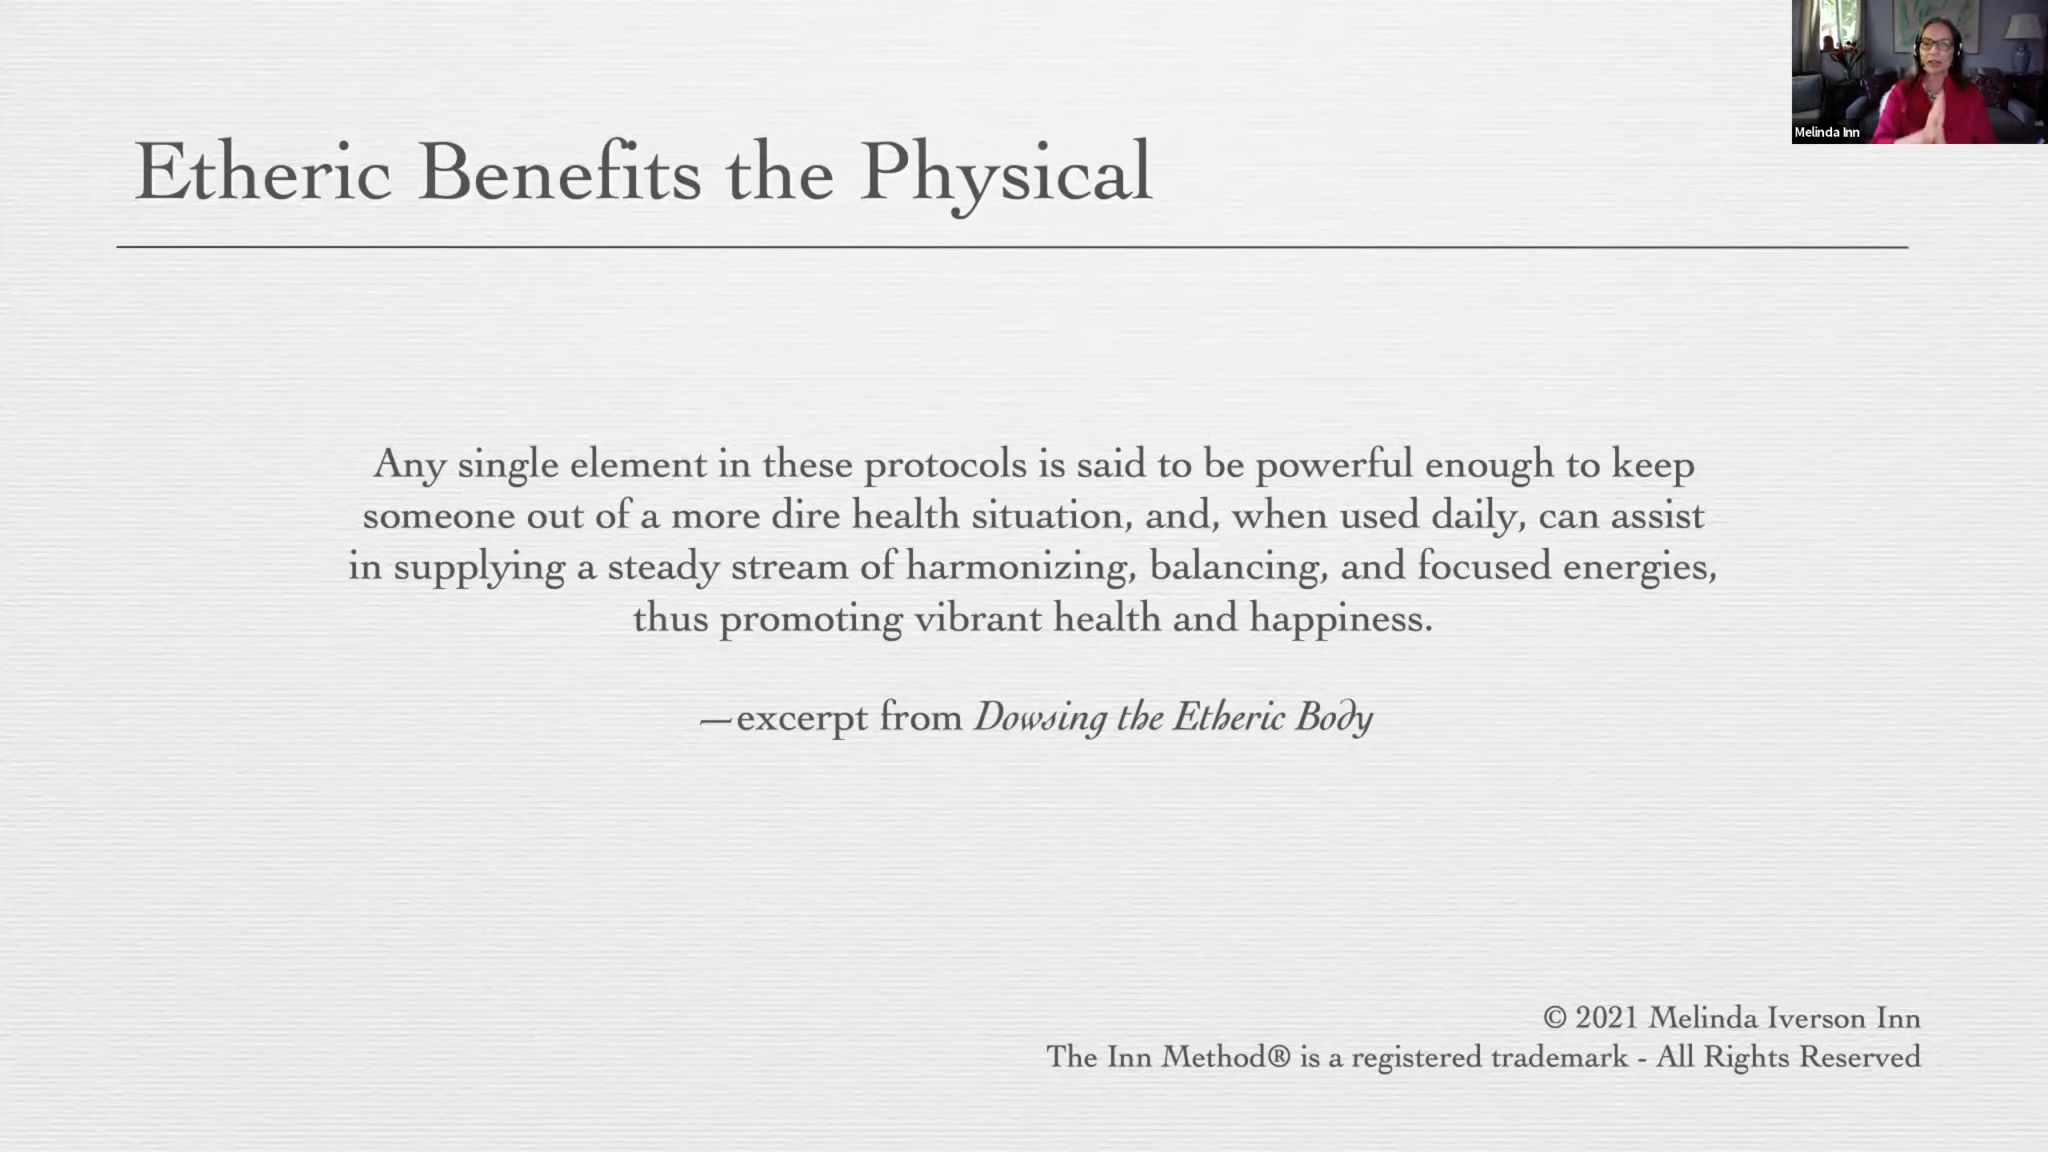 Etheric Benefits the Physical
Melinda Inn
Any single element in these protocols is said to be powerful enough to keep
someone out of a more dire health situation, and, when used daily, can assist
in supplying a steady stream of harmonizing, balancing, and focused energies,
thus promoting vibrant health and happiness.
—excerpt from Dowsing the Etheric Body
© 2021 Melinda Iverson Inn
The Inn Method® is a registered trademark - All Rights Reserved